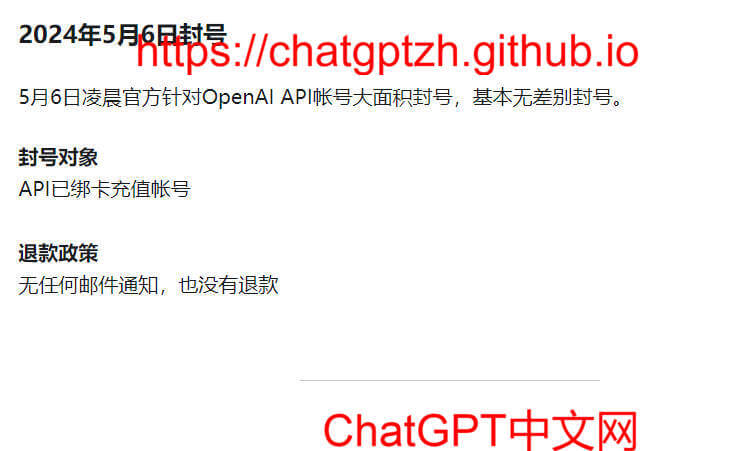 2024年5月6日封号
https://chatgptzh.github.io
5月6日凌晨官方针对OpenAI API帐号大面积封号，基本无差别封号。
封号对象
API已绑卡充值帐号
退款政策
无任何邮件通知，也没有退款
ChatGPT中文网